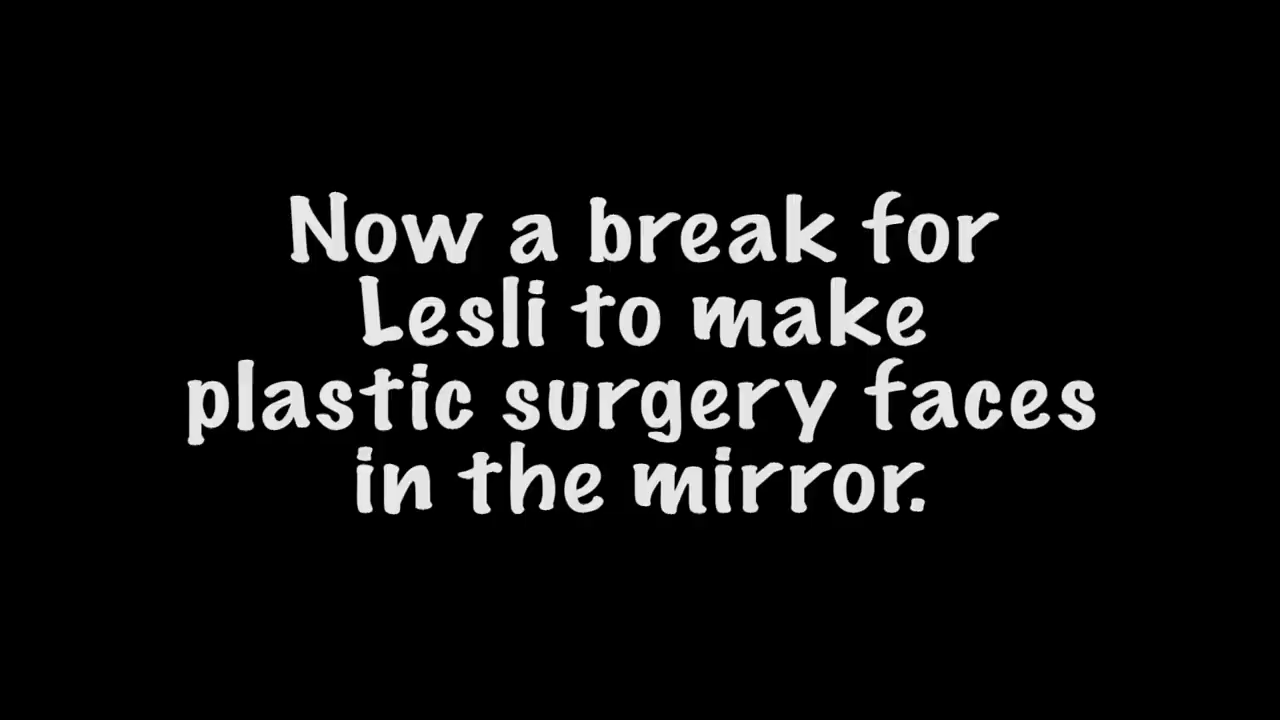 Now a break for
Lesli to make
plastic surgery faces
in the mirror.